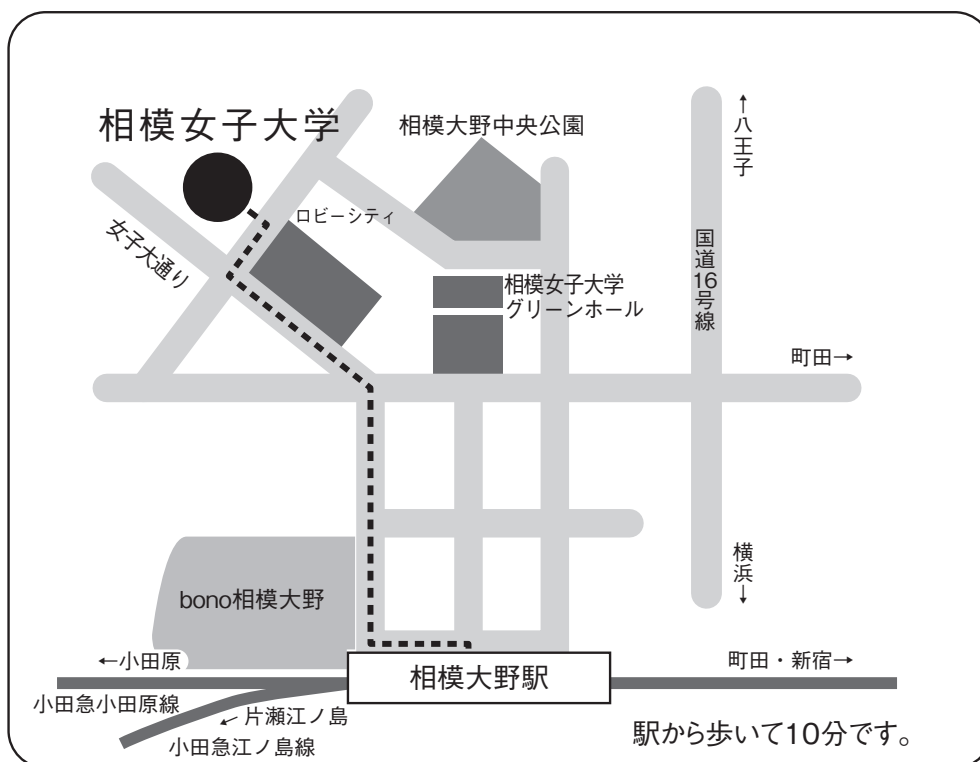 相模女子大学
相模大野中央公園
↑八王子
ロビーシティ
女子大通り
国道16号線
相模女子大学
グリーンホール
町田→
横浜↓
bono相模大野
←小田原
相模大野駅
町田・新宿→
小田急小田原線
↙片瀬江ノ島
小田急江ノ島線
駅から歩いて10分です。